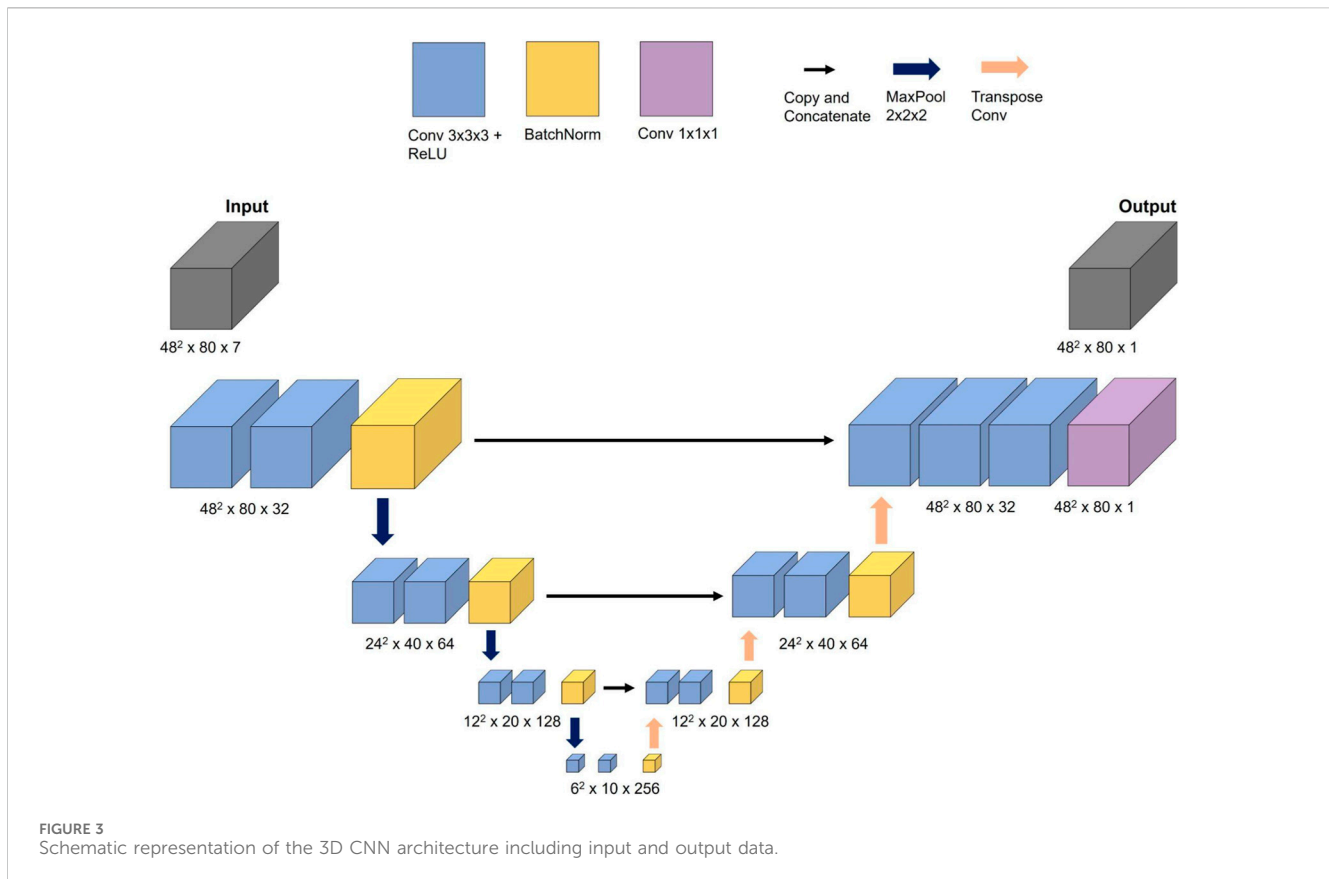 Conv 3x3x3 +
ReLU
BatchNorm
Conv 1x1x1
Copy and
Concatenate
MaxPool
2x2x2
Transpose
Conv
Input
Output
48² x 80 x 7
48² x 80 x 1
48² x 80 x 32
48² x 80 x 32
48² x 80 x 1
24² x 40 x 64
24² x 40 x 64
12² x 20 x 128
12² x 20 x 128
6² x 10 x 256
FIGURE 3
Schematic representation of the 3D CNN architecture including input and output data.